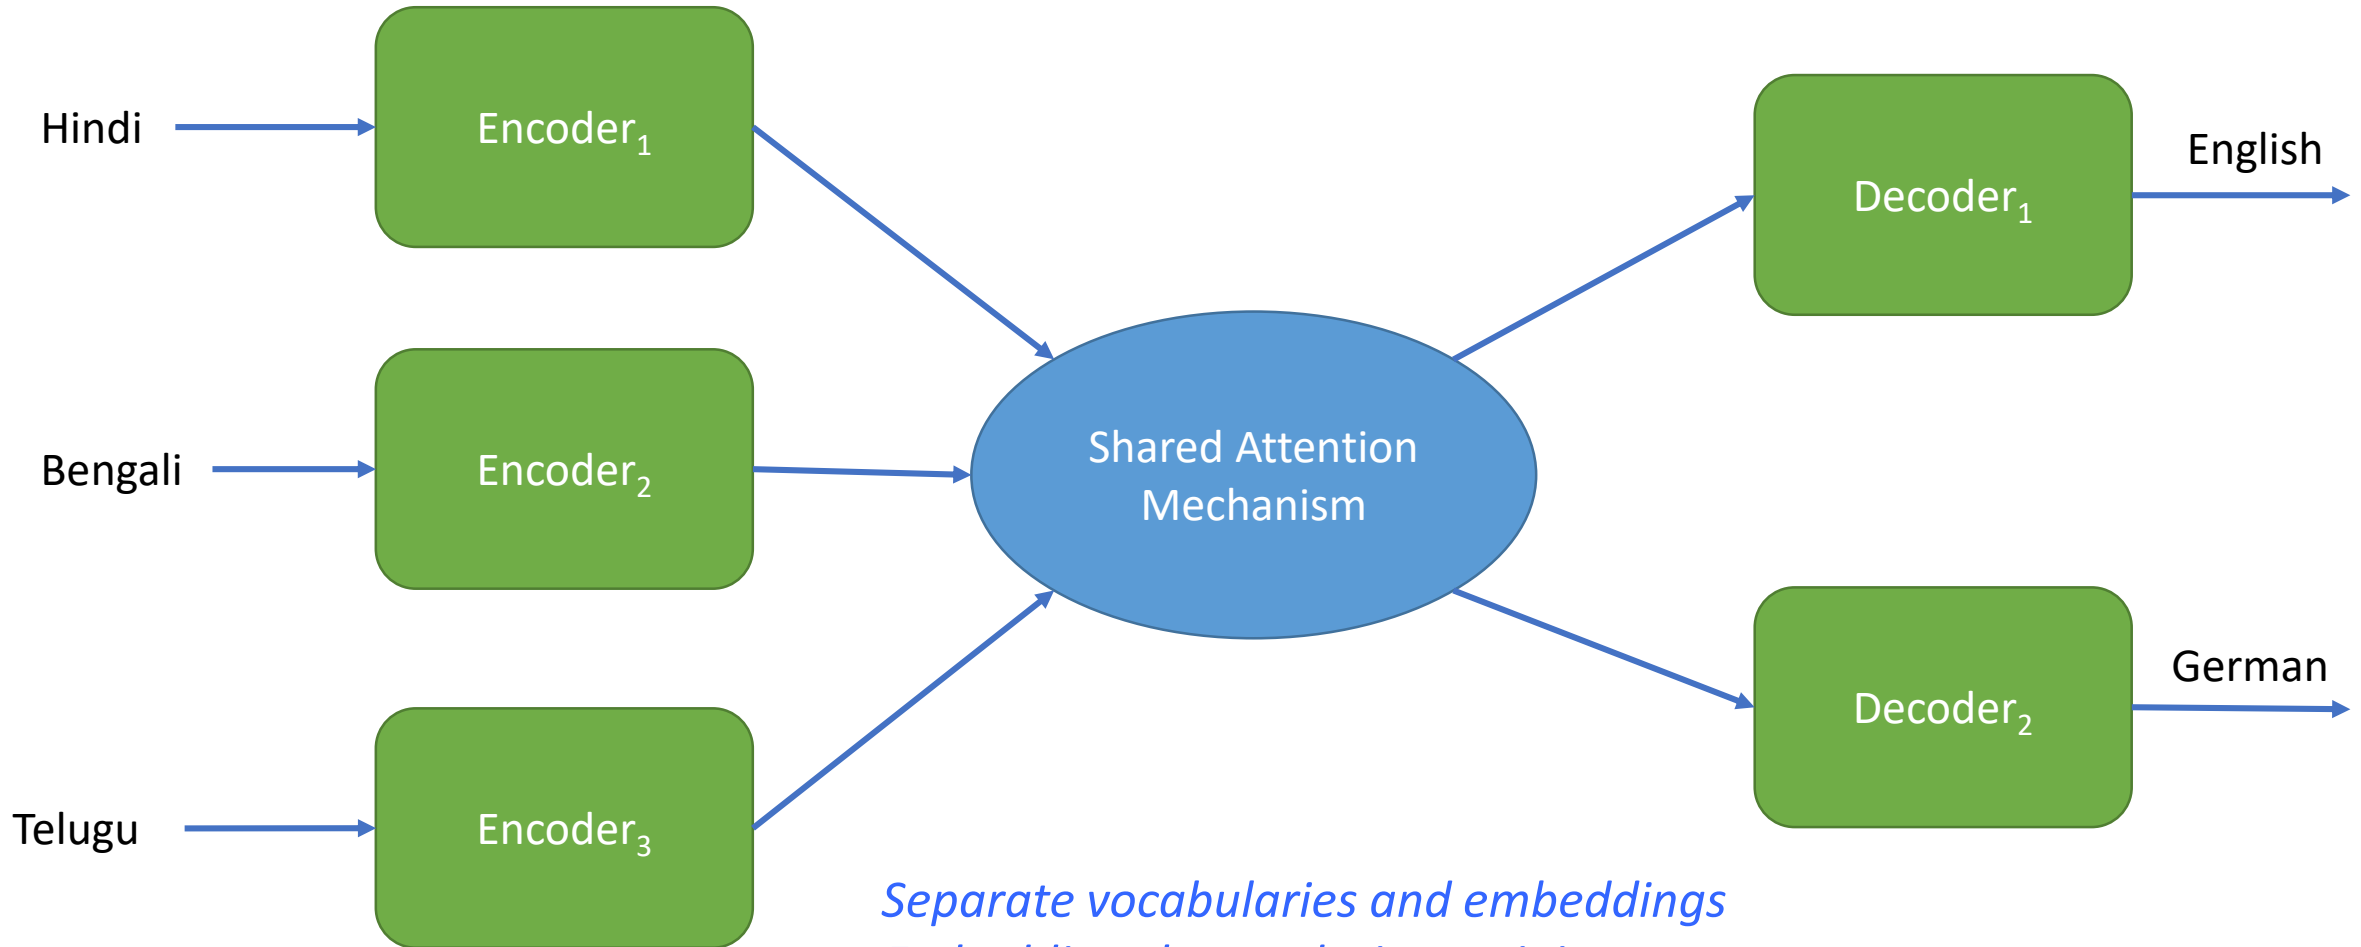 Hindi
Encoder₁
Bengali
Encoder₂
Telugu
Encoder₃
Shared Attention
Mechanism
Decoder₁
English
Decoder₂
German
Separate vocabularies and embeddings